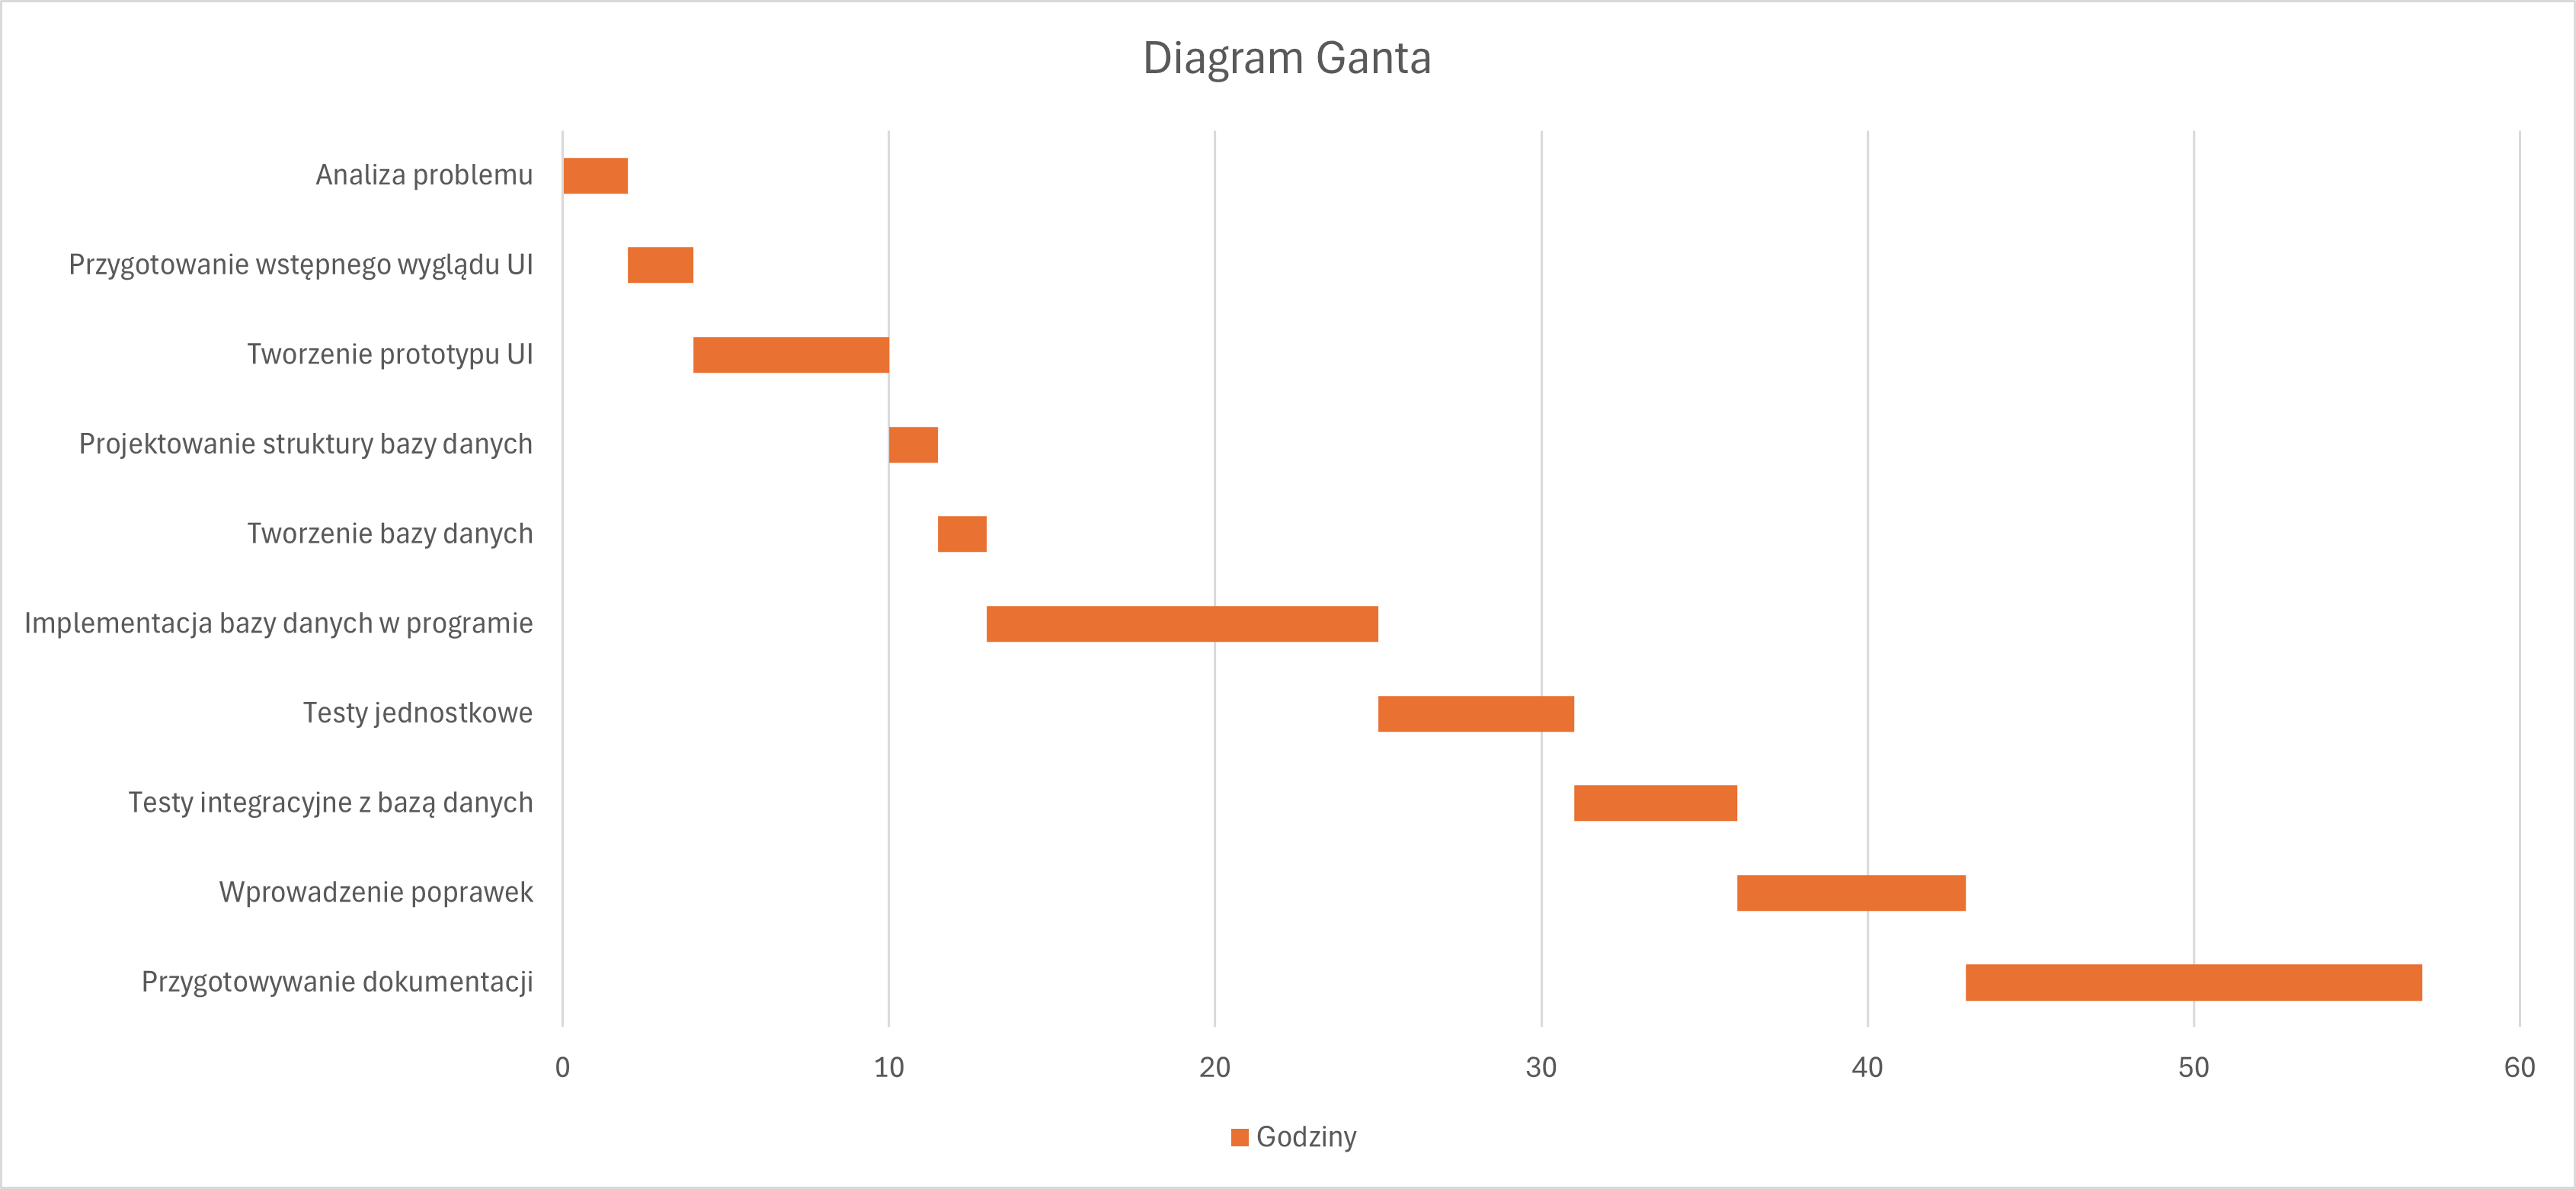 Diagram Ganta
Analiza problemu
Przygotowanie wstępnego wyglądu UI
Tworzenie prototypu UI
Projektowanie struktury bazy danych
Tworzenie bazy danych
Implementacja bazy danych w programie
Testy jednostkowe
Testy integracyjne z bazą danych
Wprowadzenie poprawek
Przygotowywanie dokumentacji
0 10 20 30 40 50 60
Godziny